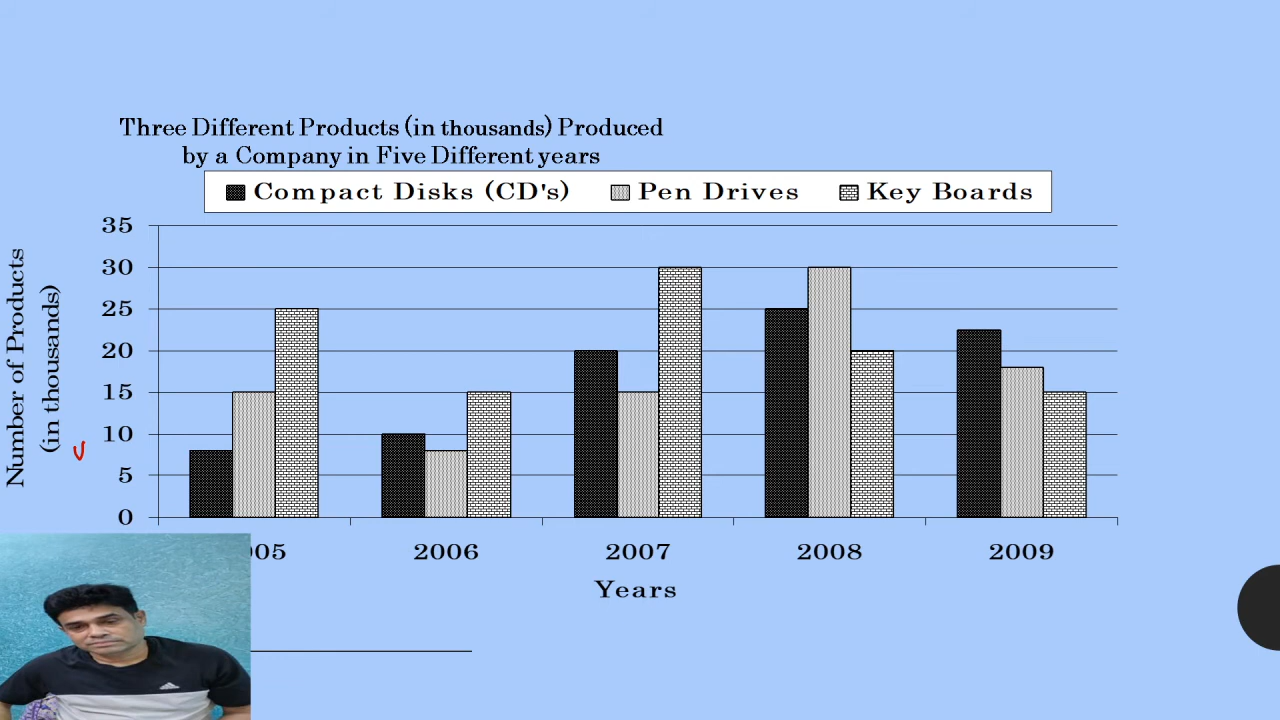 Three Different Products (in thousands) Produced
by a Company in Five Different years
Compact Disks (CD's) Pen Drives Key Boards
Number of Products
(in thousands)
35
30
25
20
15
10
5
0
05 2006 2007 2008 2009
Years